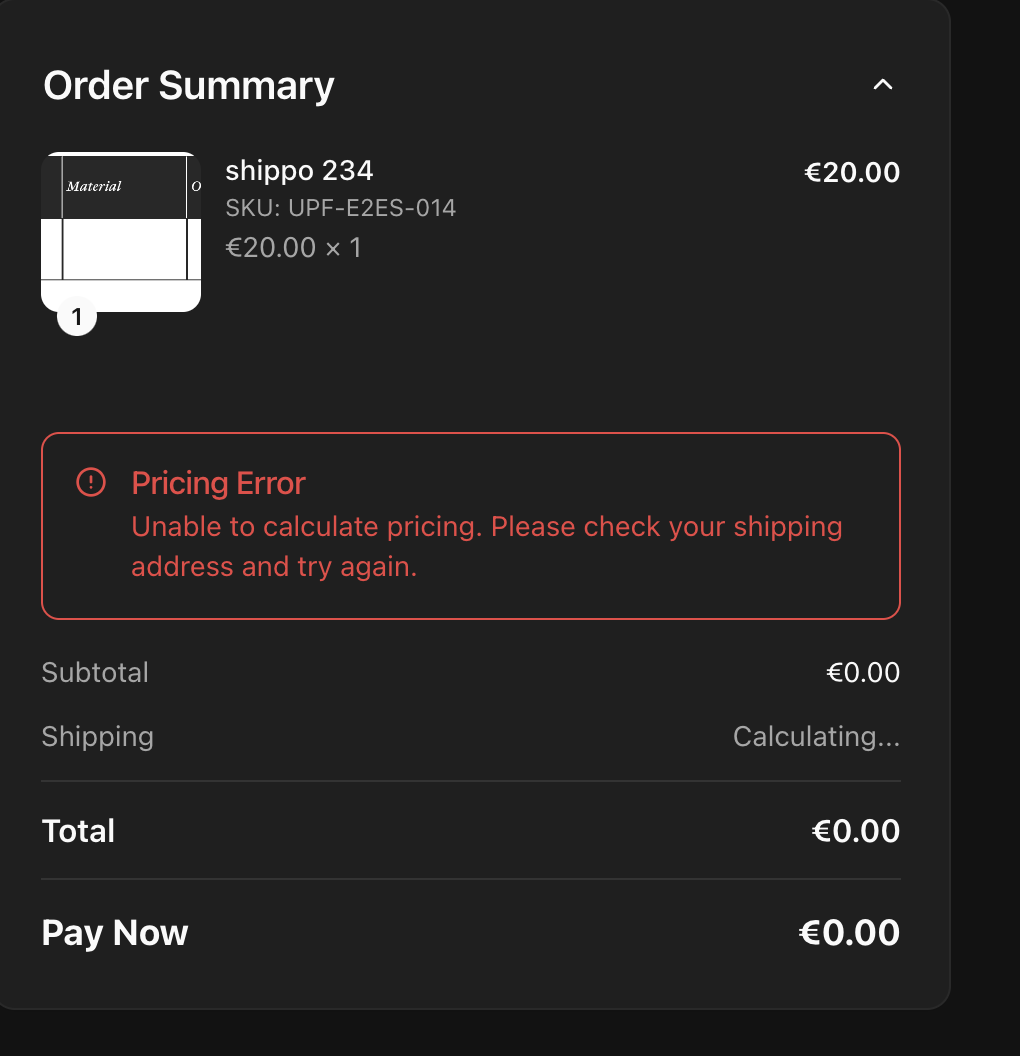 Order Summary
Material
O
shippo 234
€20.00
SKU: UPF-E2ES-014
€20.00 × 1
1
Pricing Error
Unable to calculate pricing. Please check your shipping
address and try again.
Subtotal
€0.00
Shipping
Calculating...
Total
€0.00
Pay Now
€0.00